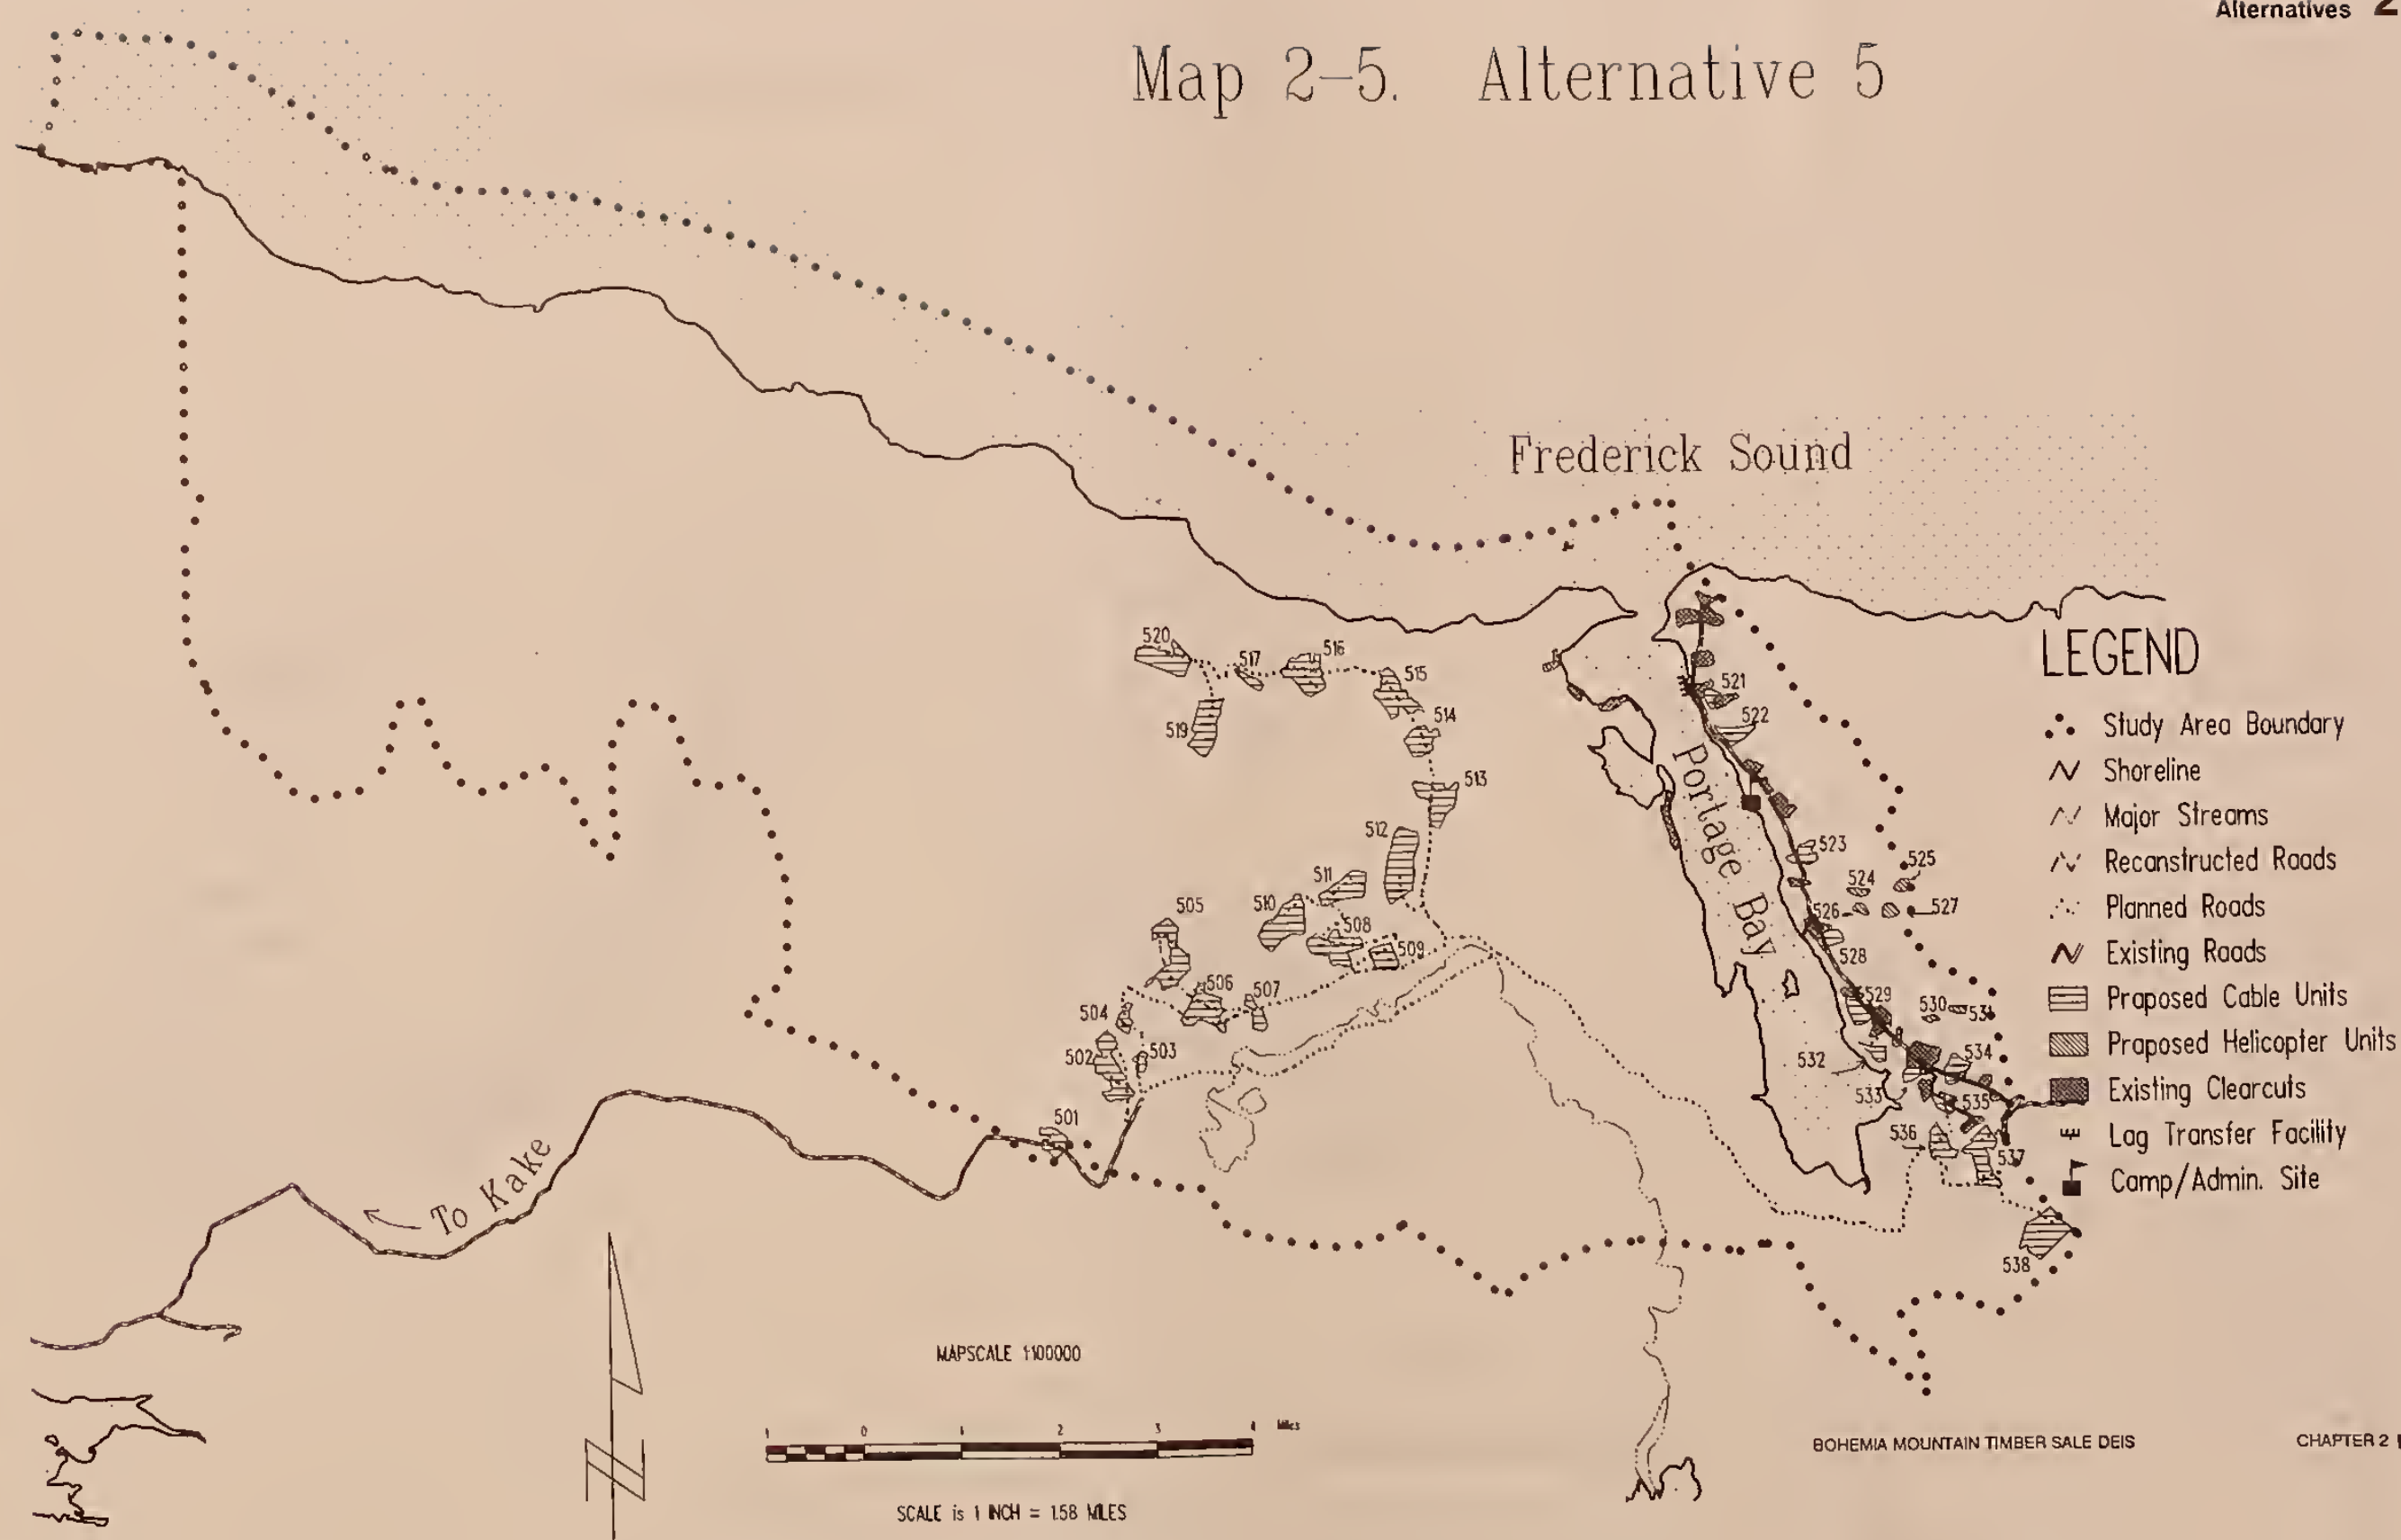 Alternatives 2
Map 2-5. Alternative 5
Frederick Sound
520
517
516
515
519
514
513
512
511
510
505
508
509
506
507
504
502
503
501
521
522
Portage Bay
523
524
525
526
527
528
529
530
531
532
533
534
535
536
537
538
LEGEND
Study Area Boundary
Shoreline
Major Streams
Reconstructed Roads
Planned Roads
Existing Roads
Proposed Cable Units
Proposed Helicopter Units
Existing Clearcuts
Log Transfer Facility
Camp/Admin. Site
To Kake
N
MAPSCALE 1:100000
1 0 1 2 3 4 Miles
SCALE is 1 INCH = 1.58 MILES
BOHEMIA MOUNTAIN TIMBER SALE DEIS
CHAPTER 2